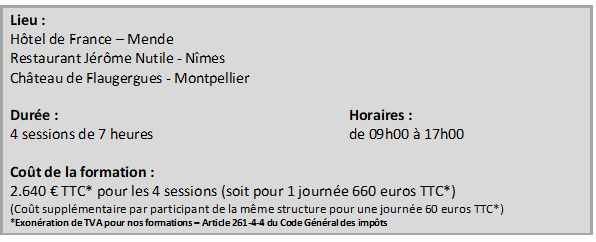 Lieu :
Hôtel de France – Mende
Restaurant Jérôme Nutile - Nîmes
Château de Flaugergues - Montpellier
Durée :
4 sessions de 7 heures
Horaires :
de 09h00 à 17h00
Coût de la formation :
2.640 € TTC* pour les 4 sessions (soit pour 1 journée 660 euros TTC*)
(Coût supplémentaire par participant de la même structure pour une journée 60 euros TTC*)
*Exonération de TVA pour nos formations – Article 261-4-4 du Code Général des impôts